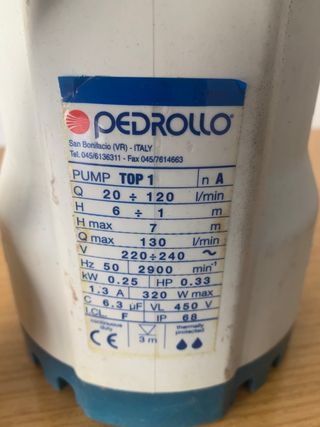 PEDROLLO
San Bonifacio (VR) - ITALY
Tel. 045/6136311 - Fax 045/7614663
PUMP TOP 1 n A
Q 20 ÷ 120 l/min
H 6 ÷ 1 m
H max 7 m
Q max 130 l/min
V 220÷240 ~
Hz 50 2900 min⁻¹
kW 0.25 HP 0.33
1.3 A 320 W max
C 6.3 µF VL 450 V
I.CL. F IP 68
continuous duty thermally protected
CE 3 m